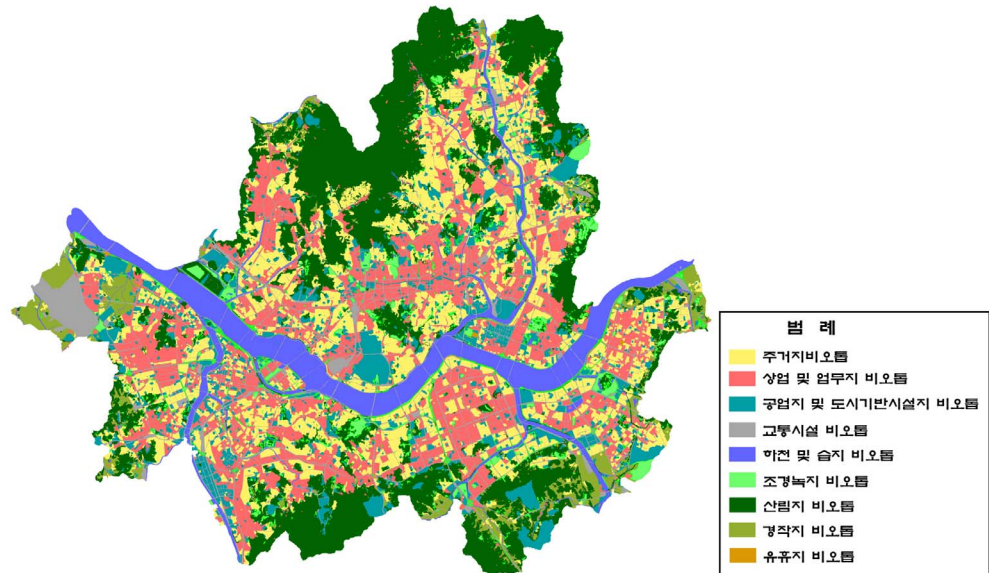 범 례
주거지비오톱
상업 및 업무지 비오톱
공업지 및 도시기반시설지 비오톱
교통시설 비오톱
하천 및 습지 비오톱
조경녹지 비오톱
산림지 비오톱
경작지 비오톱
유휴지 비오톱